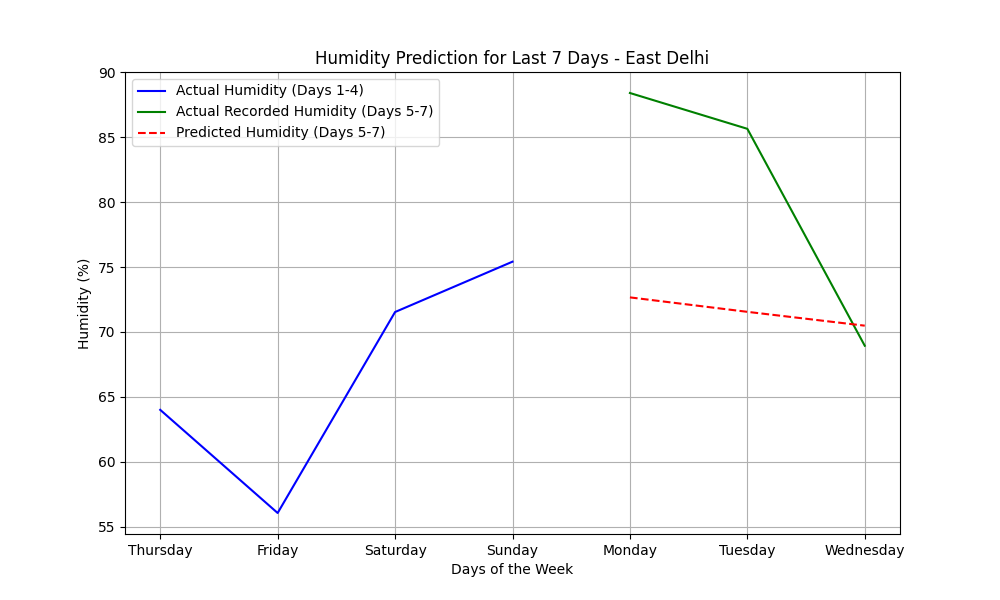 Humidity Prediction for Last 7 Days - East Delhi
90
85
80
75
70
65
60
55
Humidity (%)
Actual Humidity (Days 1-4)
Actual Recorded Humidity (Days 5-7)
Predicted Humidity (Days 5-7)
Thursday Friday Saturday Sunday Monday Tuesday Wednesday
Days of the Week